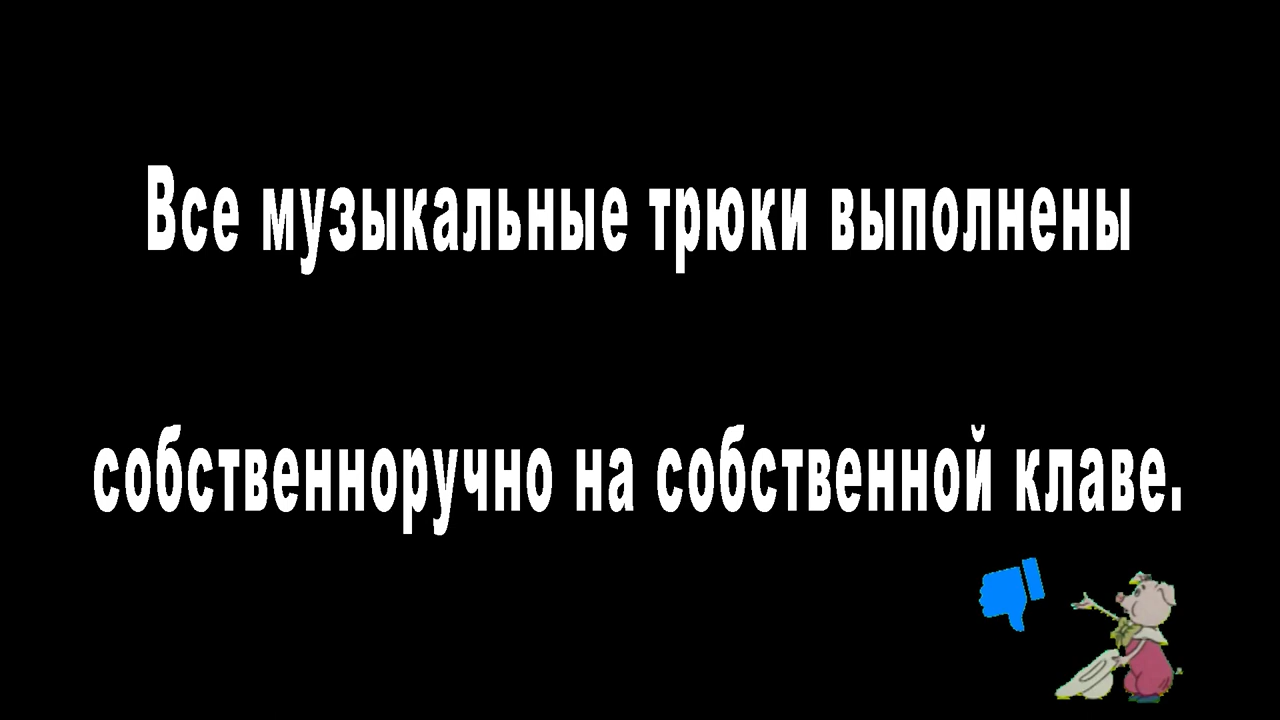 Все музыкальные трюки выполнены
собственноручно на собственной клаве.